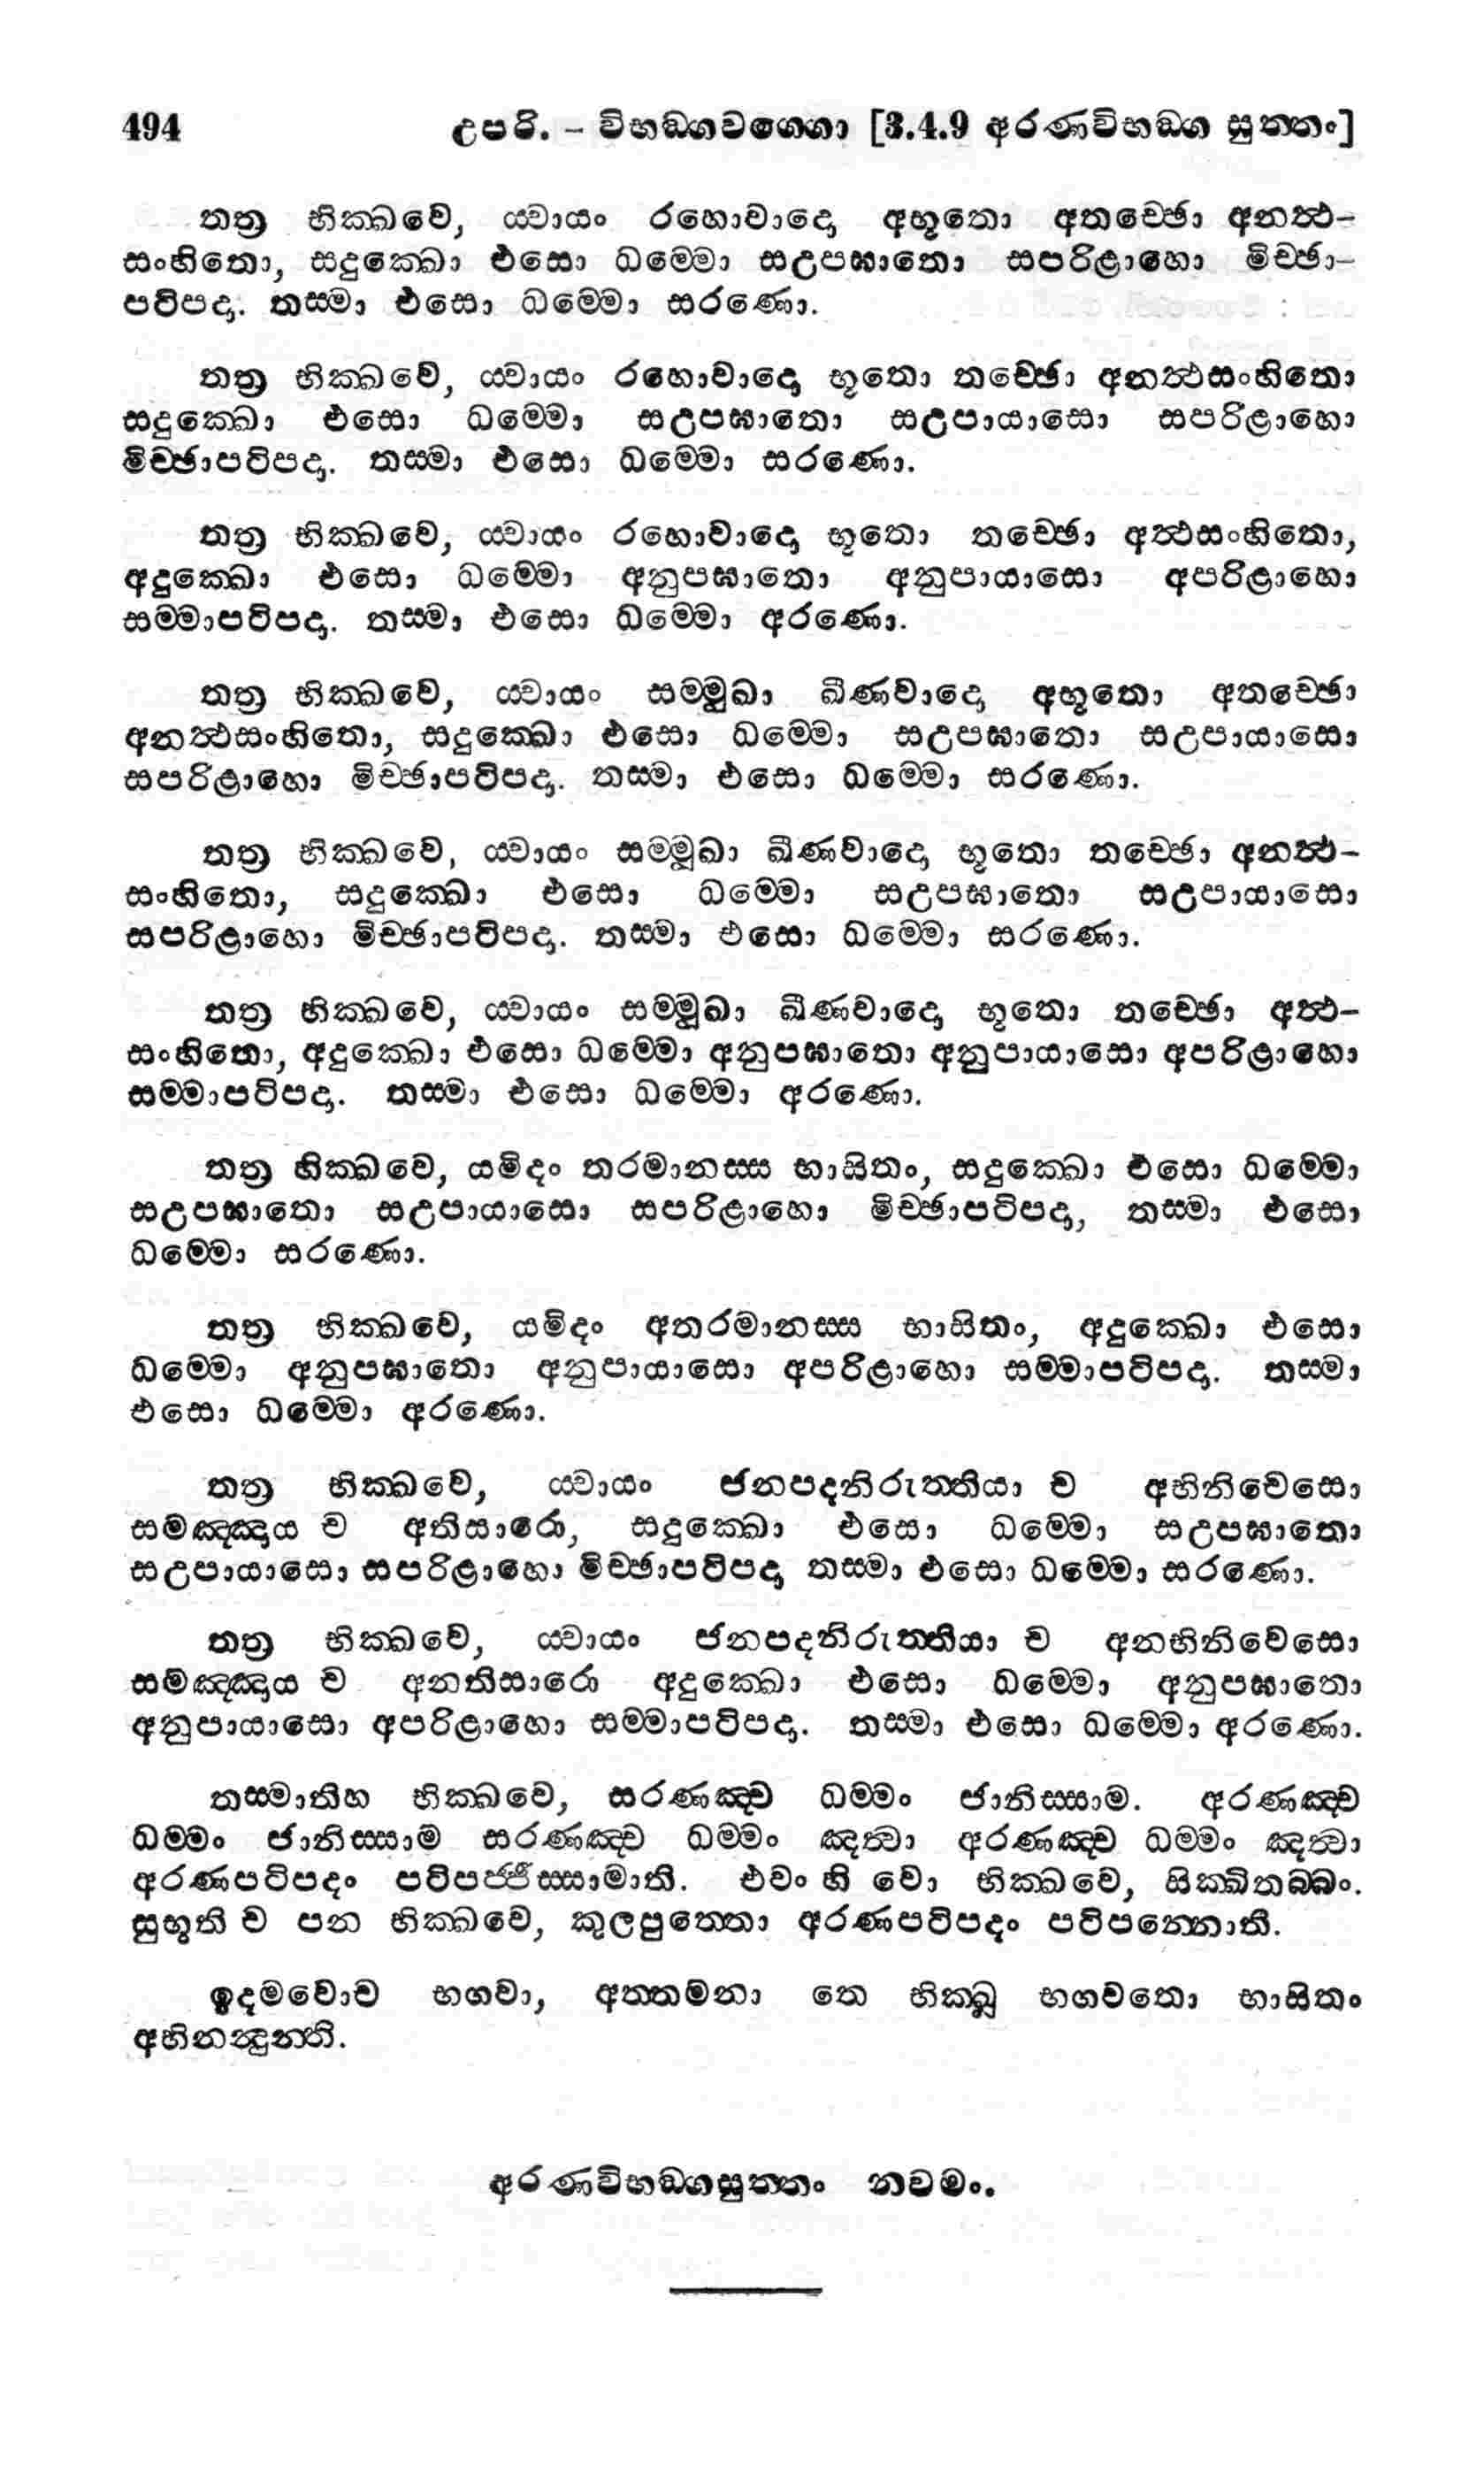 494 උපරි. – විභඞ්ගවග්ගො [3.4.9 අරණවිභඞ්ග සුත්තං]
තත්‍ර භික්ඛවෙ, ය්වායං රහොවාදො අභූතො අතච්ඡො අනත්ථ-
සංහිතො, සදුක්ඛො එසො ධම්මො සඋපඝාතො සපරිළාහො මිච්ඡා-
පටිපදා. තස්මා එසො ධම්මො සරණො.
තත්‍ර භික්ඛවෙ, ය්වායං රහොවාදො භූතො තච්ඡො අනත්ථසංහිතො
සදුක්ඛො එසො ධම්මො සඋපඝාතො සඋපායාසො සපරිළාහො
මිච්ඡාපටිපදා. තස්මා එසො ධම්මො සරණො.
තත්‍ර භික්ඛවෙ, ය්වායං රහොවාදො භූතො තච්ඡො අත්ථසංහිතො,
අදුක්ඛො එසො ධම්මො අනුපඝාතො අනුපායාසො අපරිළාහො
සම්මාපටිපදා. තස්මා එසො ධම්මො අරණො.
තත්‍ර භික්ඛවෙ, ය්වායං සම්මුඛා ඛීණවාදො අභූතො අතච්ඡො
අනත්ථසංහිතො, සදුක්ඛො එසො ධම්මො සඋපඝාතො සඋපායාසො
සපරිළාහො මිච්ඡාපටිපදා. තස්මා එසො ධම්මො සරණො.
තත්‍ර භික්ඛවෙ, ය්වායං සම්මූඛා ඛීණවාදො භූතො තච්ඡො අනත්ථ-
සංහිතො, සදුක්ඛො එසො ධම්මො සඋපඝාතො සඋපායාසො
සපරිළාහො මිච්ඡාපටිපදා. තස්මා එසො ධම්මො සරණො.
තත්‍ර භික්ඛවෙ, ය්වායං සම්මූඛා ඛීණවාදො භූතො තච්ඡො අත්ථ-
සංහිතො, අදුක්ඛො එසො ධම්මො අනුපඝාතො අනුපායාසො අපරිළාහො
සම්මාපටිපදා. තස්මා එසො ධම්මො අරණො.
තත්‍ර භික්ඛවෙ, යමිදං තරමානස්ස භාසිතං, සදුක්ඛො එසො ධම්මො
සඋපඝාතො සඋපායාසො සපරිළාහො මිච්ඡාපටිපදා, තස්මා එසො
ධම්මො සරණො.
තත්‍ර භික්ඛවෙ, යමිදං අතරමානස්ස භාසිතං, අදුක්ඛො එසො
ධම්මො අනුපඝාතො අනුපායාසො අපරිළාහො සම්මාපටිපදා. තස්මා
එසො ධම්මො අරණො.
තත්‍ර භික්ඛවෙ, ය්වායං ජනපදනිරුත්තියා ච අභිනිවෙසො
සමඤ්ඤාය ච අතිසාරො, සදුක්ඛො එසො ධම්මො සඋපඝාතො
සඋපායාසො සපරිළාහො මිච්ඡාපටිපදා තස්මා එසො ධම්මො සරණො.
තත්‍ර භික්ඛවෙ, ය්වායං ජනපදනිරුත්තියා ච අනභිනිවෙසො
සමඤ්ඤාය ච අනතිසාරො අදුක්ඛො එසො ධම්මො අනුපඝාතො
අනුපායාසො අපරිළාහො සම්මාපටිපදා. තස්මා එසො ධම්මො අරණො.
තස්මාතිහ භික්ඛවෙ, සරණඤ්ච ධම්මං ජානිස්සාම. අරණඤ්ච
ධම්මං ජානිස්සාම සරණඤ්ච ධම්මං ඤත්වා අරණඤ්ච ධම්මං ඤත්වා
අරණපටිපදං පටිපජ්ජිස්සාමාති. එවං හි වො භික්ඛවෙ, සික්ඛිතබ්බං.
සුභූති ච පන භික්ඛවෙ, කුලපුත්තො අරණපටිපදං පටිපන්නොති.
ඉදමවොච භගවා, අත්තමනා තෙ භික්ඛූ භගවතො භාසිතං
අභිනන්දුන්ති.
අරණවිභඞ්ගසුත්තං නවමං.